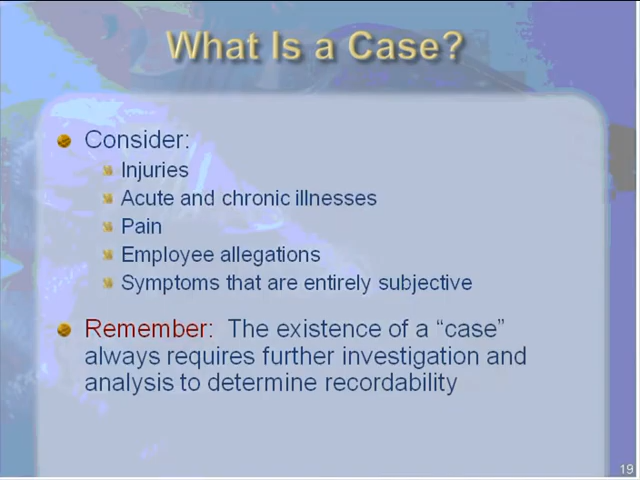 What Is a Case?
Consider:
Injuries
Acute and chronic illnesses
Pain
Employee allegations
Symptoms that are entirely subjective
Remember: The existence of a “case”
always requires further investigation and
analysis to determine recordability
19